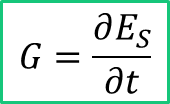 G = ∂E_S/∂t